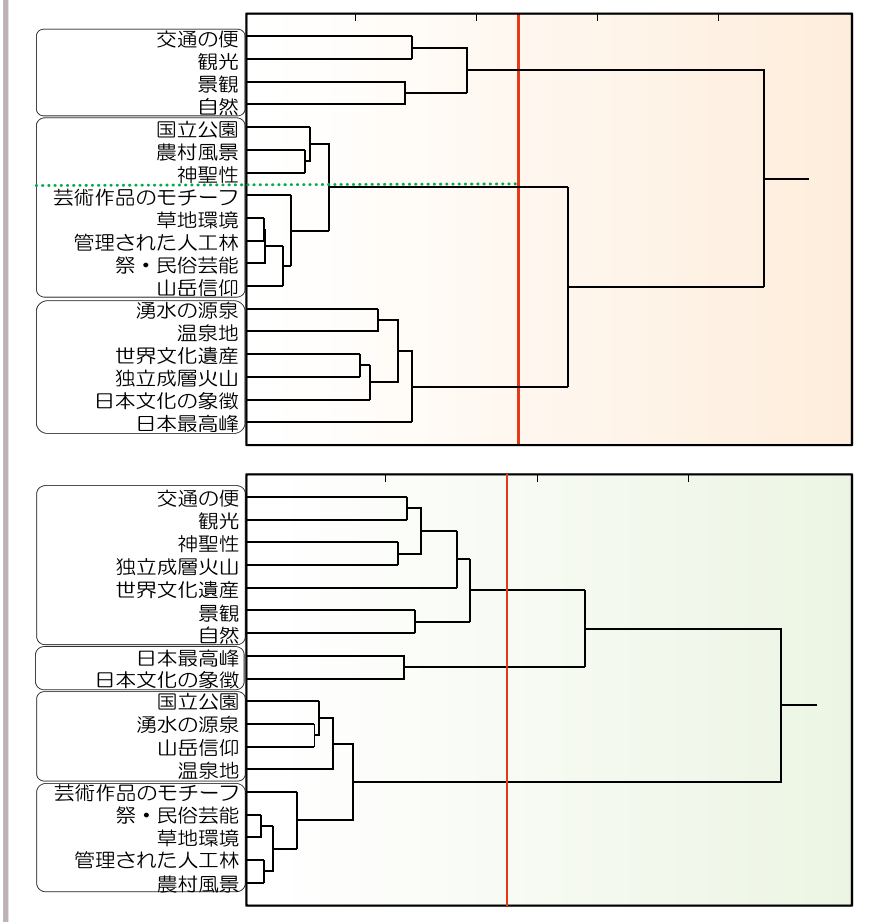 交通の便
観光
景観
自然
国立公園
農村風景
神聖性
芸術作品のモチーフ
草地環境
管理された人工林
祭・民俗芸能
山岳信仰
湧水の源泉
温泉地
世界文化遺産
独立成層火山
日本文化の象徴
日本最高峰
交通の便
観光
神聖性
独立成層火山
世界文化遺産
景観
自然
日本最高峰
日本文化の象徴
国立公園
湧水の源泉
山岳信仰
温泉地
芸術作品のモチーフ
祭・民俗芸能
草地環境
管理された人工林
農村風景